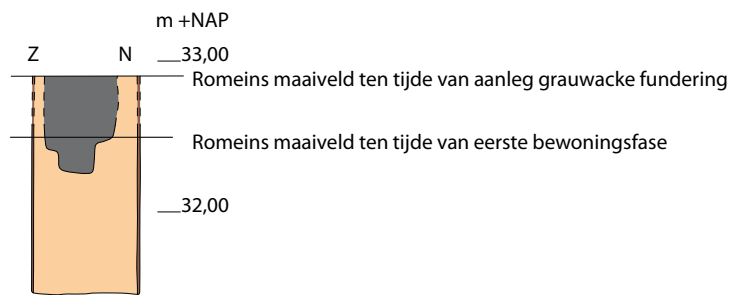 m +NAP
Z N 33,00
Romeins maaiveld ten tijde van aanleg grauwacke fundering
Romeins maaiveld ten tijde van eerste bewoningsfase
32,00